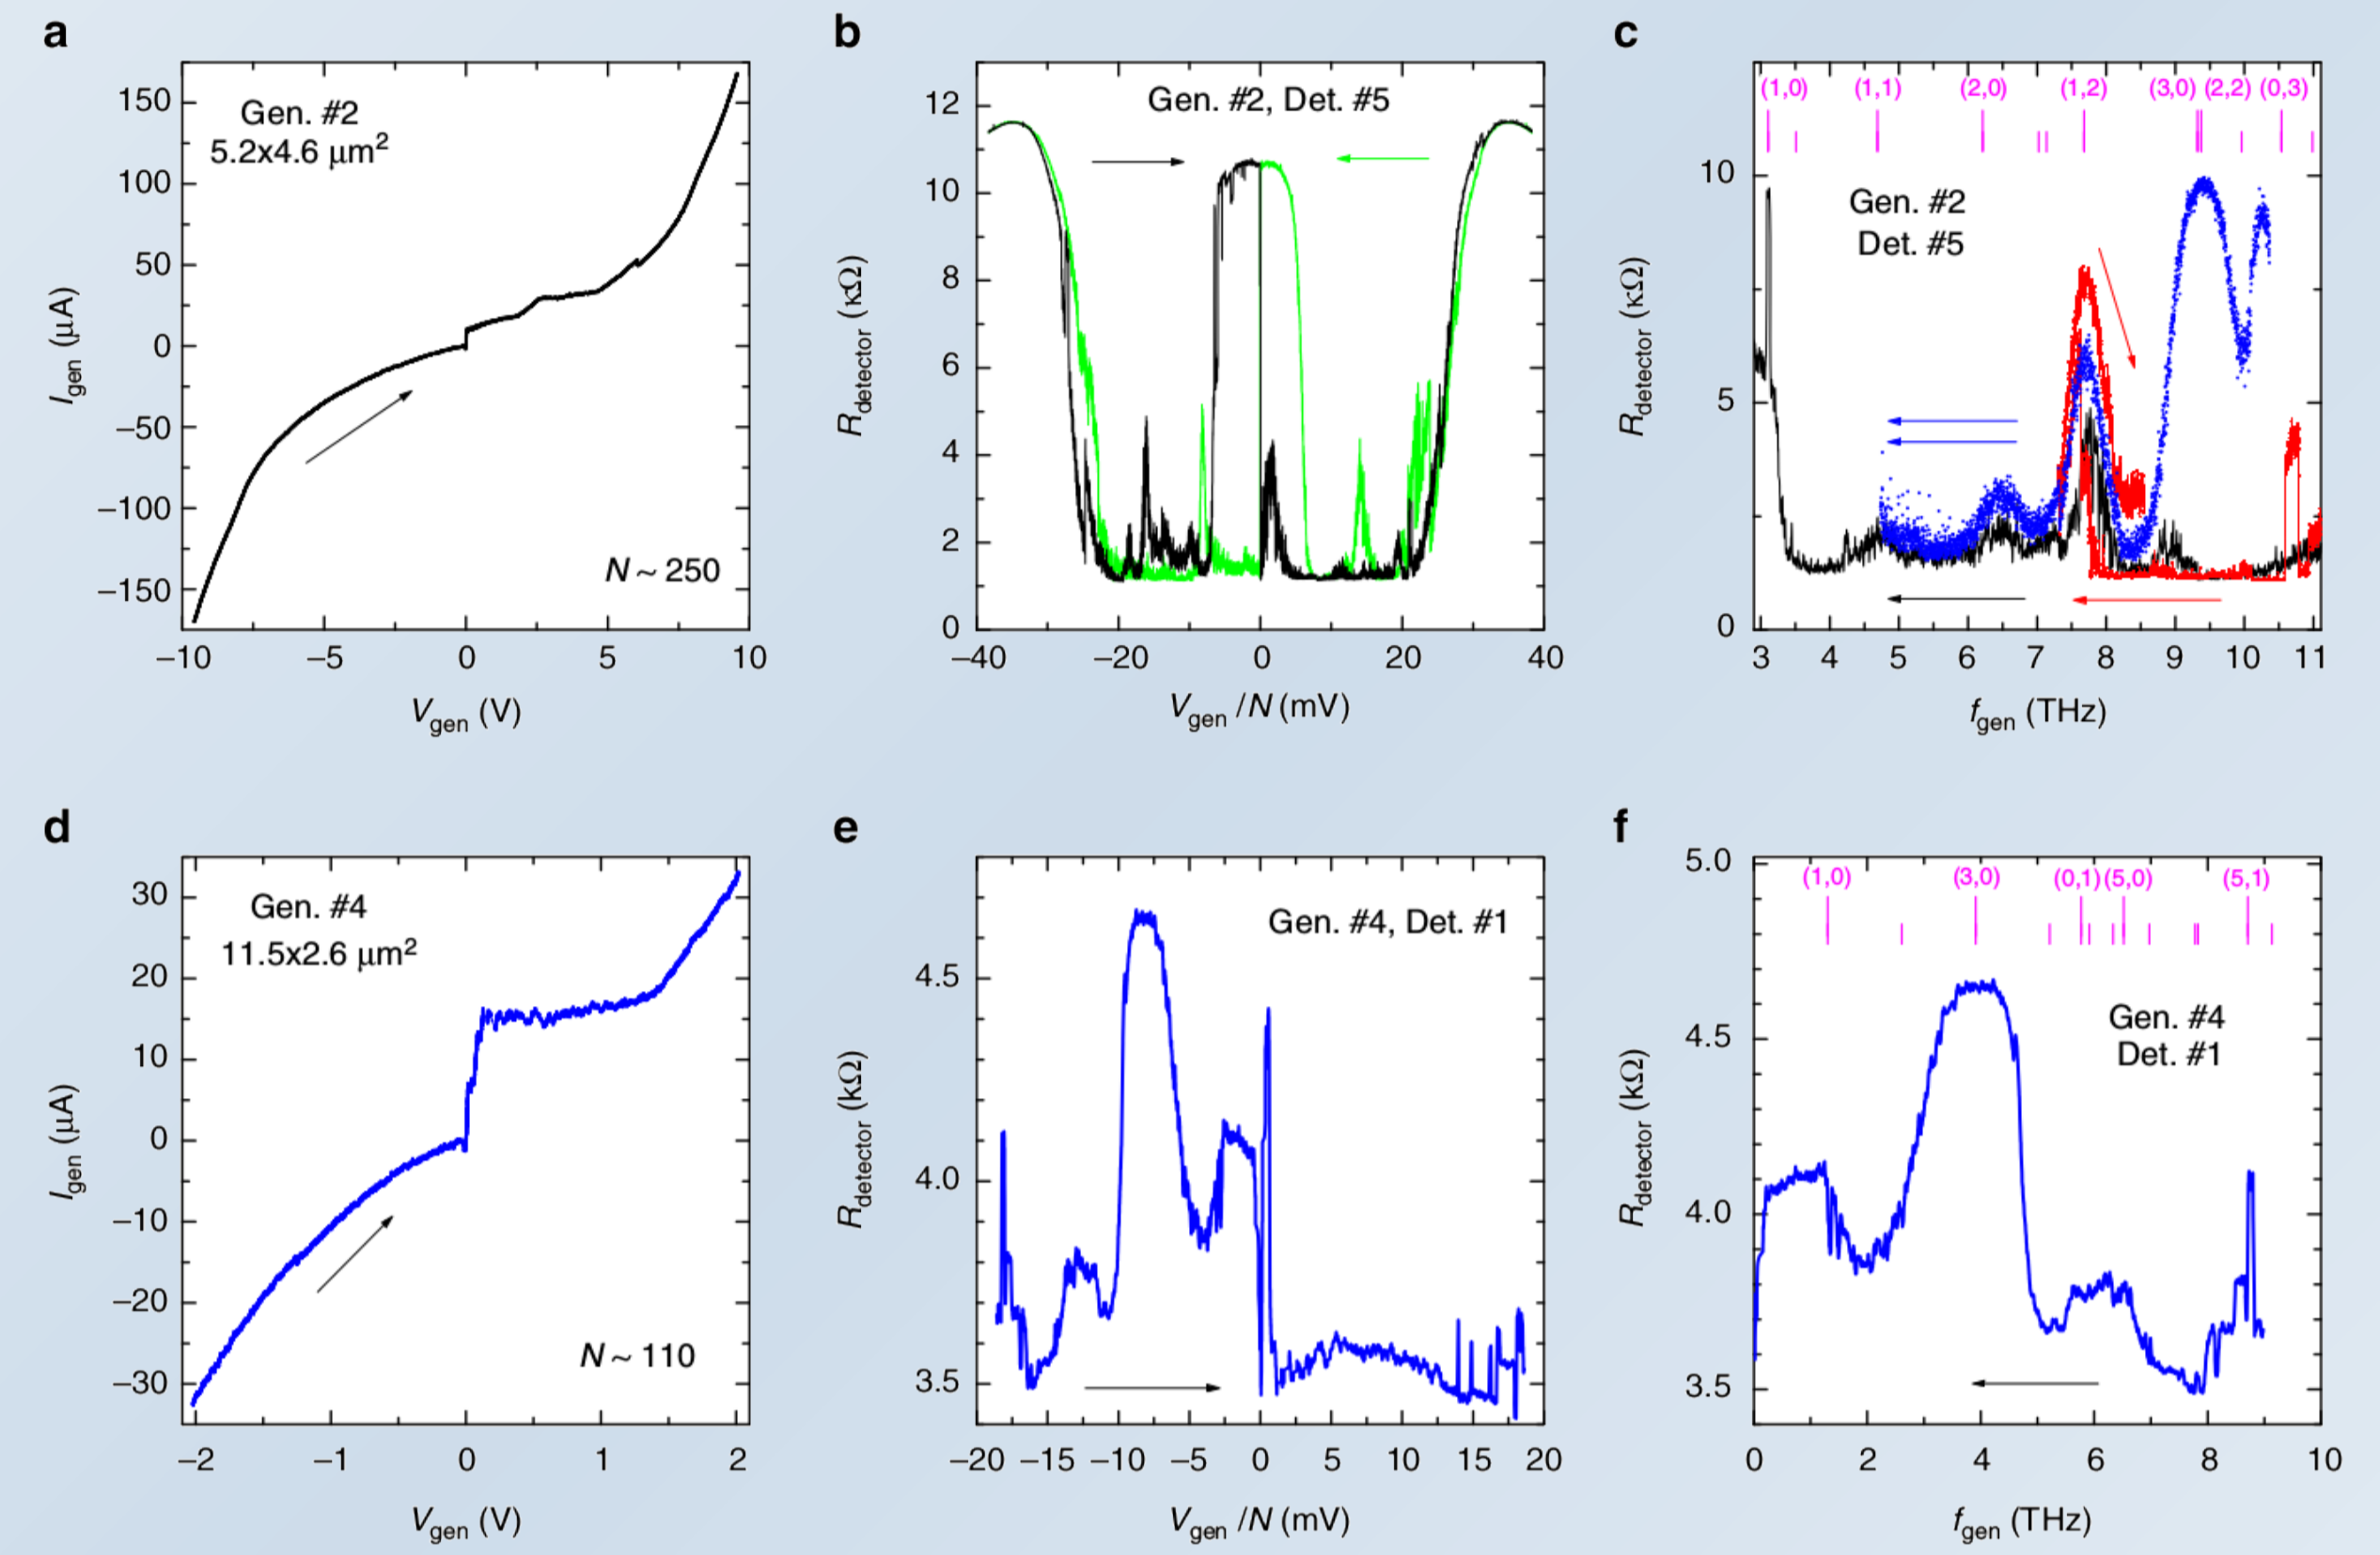 a
Gen. #2
5.2x4.6 μm²
N ~ 250
150
100
50
0
−50
−100
−150
I_gen (μA)
−10 −5 0 5 10
V_gen (V)
b
Gen. #2, Det. #5
12
10
8
6
4
2
0
R_detector (κΩ)
−40 −20 0 20 40
V_gen /N (mV)
c
(1,0) (1,1) (2,0) (1,2) (3,0) (2,2) (0,3)
Gen. #2
Det. #5
10
5
0
R_detector (κΩ)
3 4 5 6 7 8 9 10 11
f_gen (THz)
d
Gen. #4
11.5x2.6 μm²
N ~ 110
30
20
10
0
−10
−20
−30
I_gen (μA)
−2 −1 0 1 2
V_gen (V)
e
Gen. #4, Det. #1
4.5
4.0
3.5
R_detector (kΩ)
−20 −15 −10 −5 0 5 10 15 20
V_gen /N (mV)
f
(1,0) (3,0) (0,1) (5,0) (5,1)
Gen. #4
Det. #1
5.0
4.5
4.0
3.5
R_detector (kΩ)
0 2 4 6 8 10
f_gen (THz)